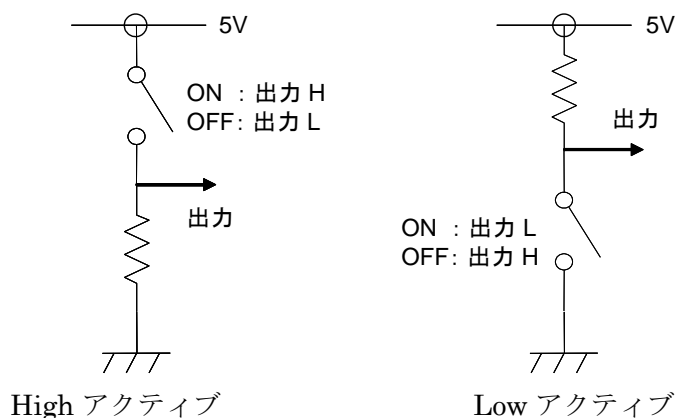 5V
ON : 出力 H
OFF: 出力 L
出力
High アクティブ
5V
出力
ON : 出力 L
OFF: 出力 H
Low アクティブ